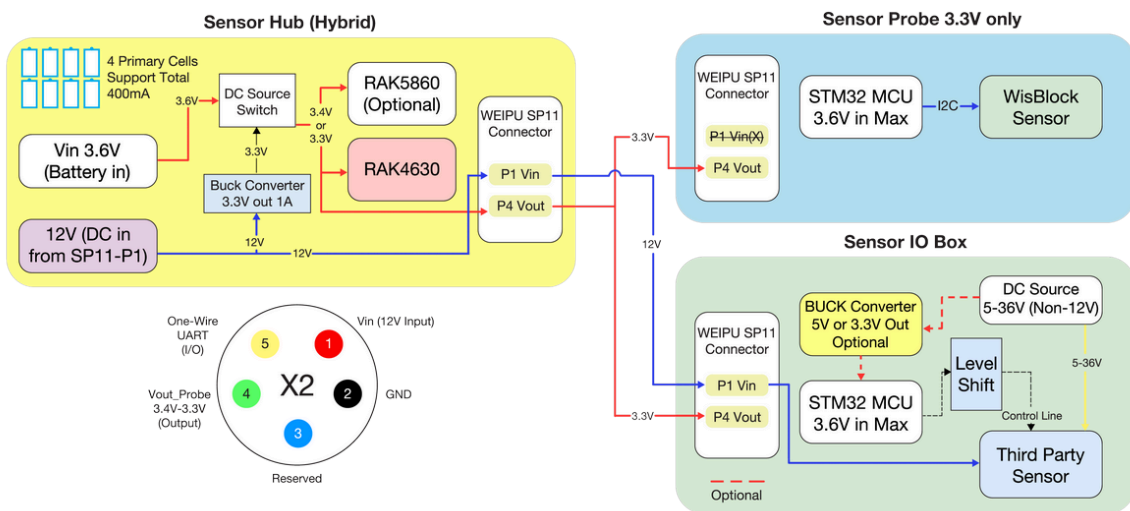 Sensor Hub (Hybrid)
4 Primary Cells
Support Total
400mA
3.6V
DC Source
Switch
3.4V
or
3.3V
RAK5860
(Optional)
RAK4630
Vin 3.6V
(Battery in)
3.3V
Buck Converter
3.3V out 1A
12V (DC in
from SP11-P1)
12V
12V
WEIPU SP11
Connector
P1 Vin
P4 Vout
Sensor Probe 3.3V only
WEIPU SP11
Connector
P1 Vin(X)
P4 Vout
3.3V
STM32 MCU
3.6V in Max
I2C
WisBlock
Sensor
12V
3.3V
Sensor IO Box
WEIPU SP11
Connector
P1 Vin
P4 Vout
BUCK Converter
5V or 3.3V Out
Optional
DC Source
5-36V (Non-12V)
5-36V
STM32 MCU
3.6V in Max
Level
Shift
Control Line
Third Party
Sensor
Optional
One-Wire
UART
(I/O)
Vin (12V Input)
5
1
X2
4
2
3
Vout_Probe
3.4V-3.3V
(Output)
GND
Reserved